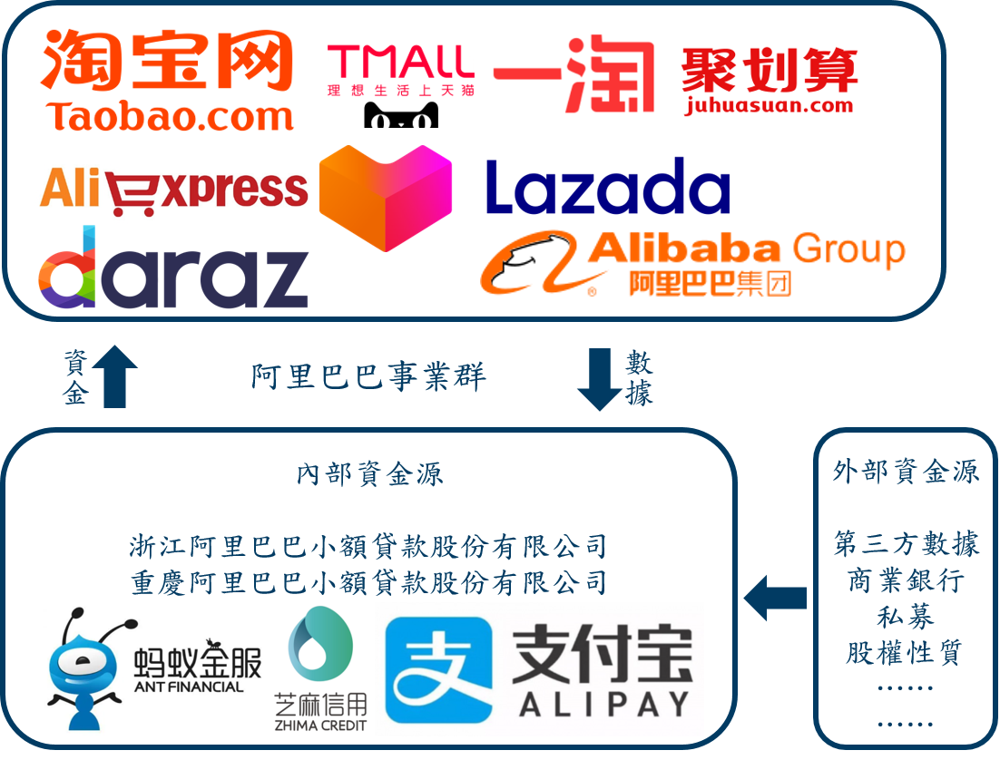 淘宝网
Taobao.com
TMALL
理想生活上天猫
一淘
聚划算
juhuasuan.com
AliExpress
Lazada
daraz
Alibaba Group
®
阿里巴巴集团
資金
阿里巴巴事業群
數據
內部資金源
浙江阿里巴巴小額貸款股份有限公司
重慶阿里巴巴小額貸款股份有限公司
蚂蚁金服
ANT FINANCIAL
芝麻信用
ZHIMA CREDIT
支
支付宝
ALIPAY
外部資金源
第三方數據
商業銀行
私募
股權性質
……
……